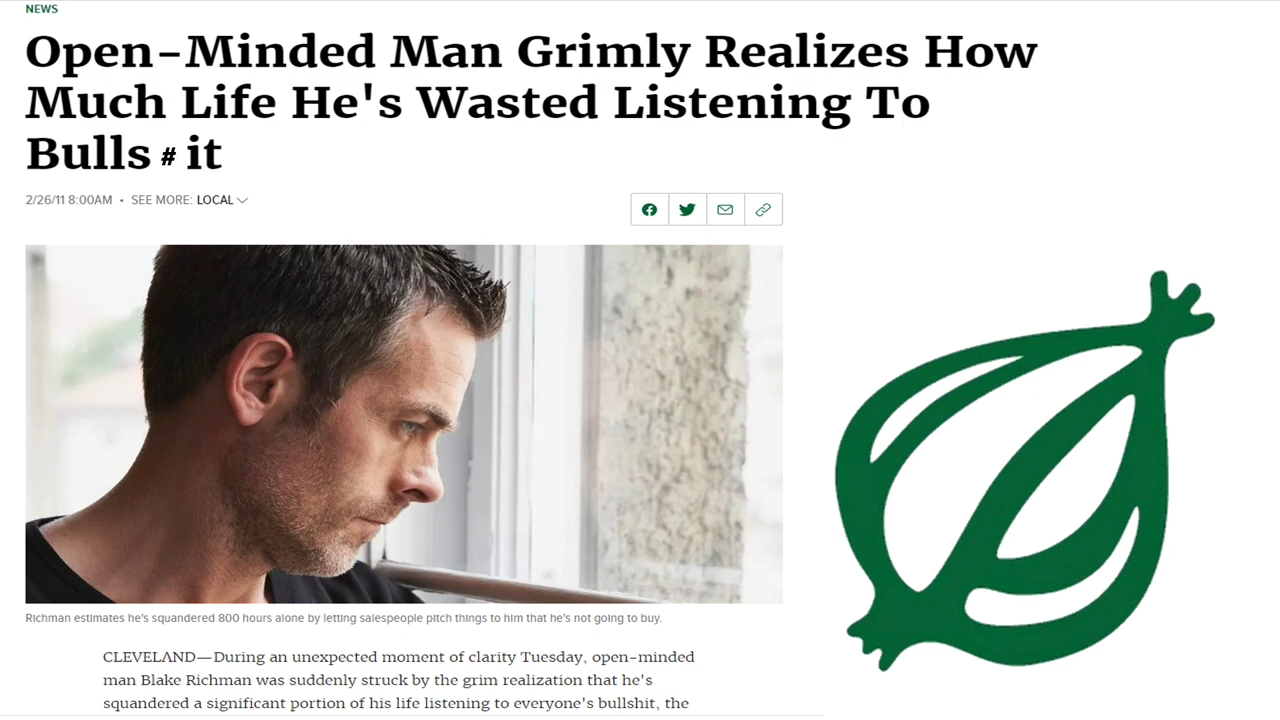 NEWS
Open-Minded Man Grimly Realizes How
Much Life He's Wasted Listening To
Bulls#it
2/26/11 8:00AM • SEE MORE: LOCAL
Richman estimates he's squandered 800 hours alone by letting salespeople pitch things to him that he's not going to buy.
CLEVELAND—During an unexpected moment of clarity Tuesday, open-minded
man Blake Richman was suddenly struck by the grim realization that he's
squandered a significant portion of his life listening to everyone's bullshit, the